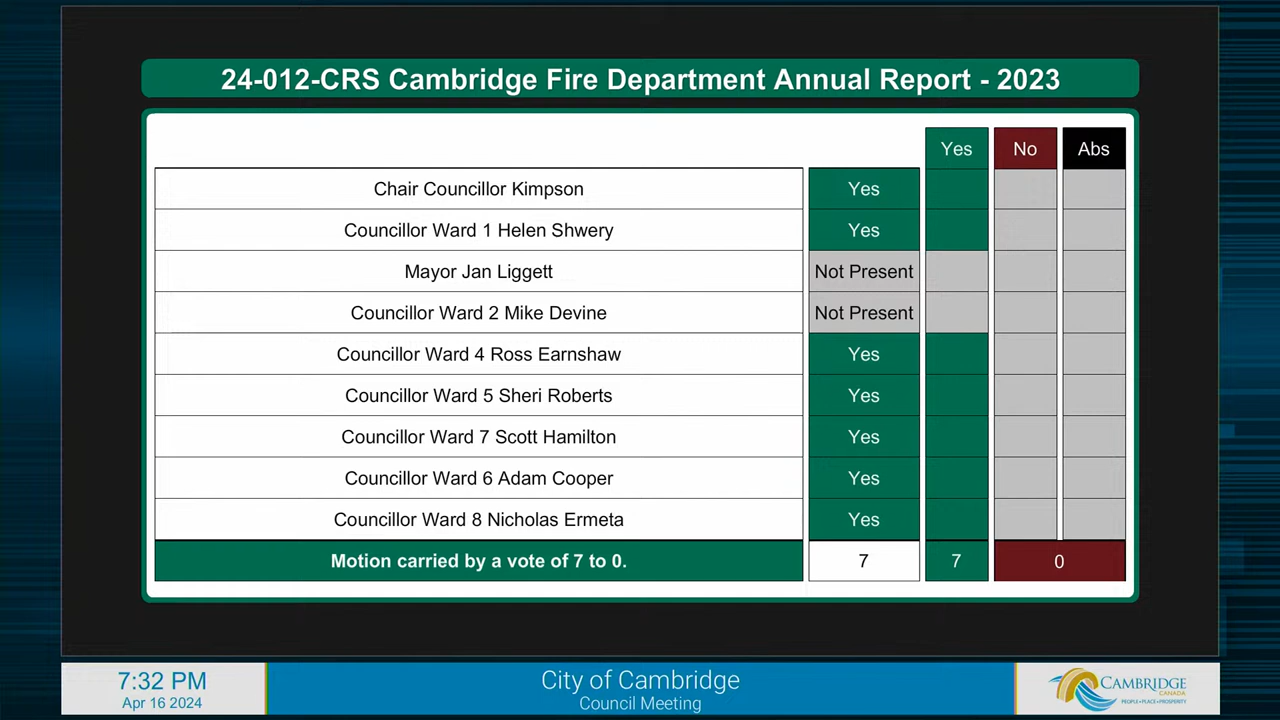 24-012-CRS Cambridge Fire Department Annual Report - 2023
Yes No Abs
Chair Councillor Kimpson Yes
Councillor Ward 1 Helen Shwery Yes
Mayor Jan Liggett Not Present
Councillor Ward 2 Mike Devine Not Present
Councillor Ward 4 Ross Earnshaw Yes
Councillor Ward 5 Sheri Roberts Yes
Councillor Ward 7 Scott Hamilton Yes
Councillor Ward 6 Adam Cooper Yes
Councillor Ward 8 Nicholas Ermeta Yes
Motion carried by a vote of 7 to 0. 7 7 0
7:32 PM
Apr 16 2024
City of Cambridge
Council Meeting
CAMBRIDGE
CANADA
PEOPLE • PLACE • PROSPERITY